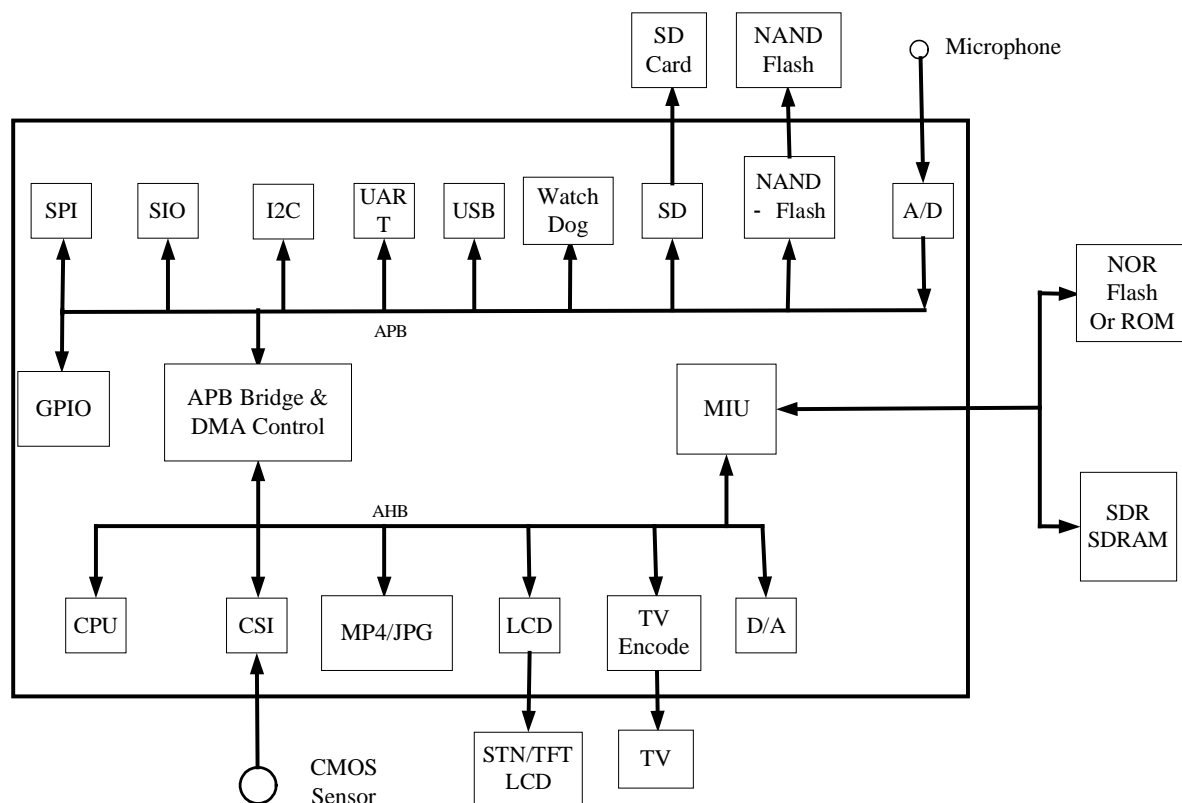 SD
Card
NAND
Flash
Microphone
SPI
SIO
I2C
UAR
T
USB
Watch
Dog
SD
NAND
- Flash
A/D
NOR
Flash
Or ROM
APB
GPIO
APB Bridge &
DMA Control
MIU
AHB
SDR
SDRAM
CPU
CSI
MP4/JPG
LCD
TV
Encode
D/A
CMOS
Sensor
STN/TFT
LCD
TV